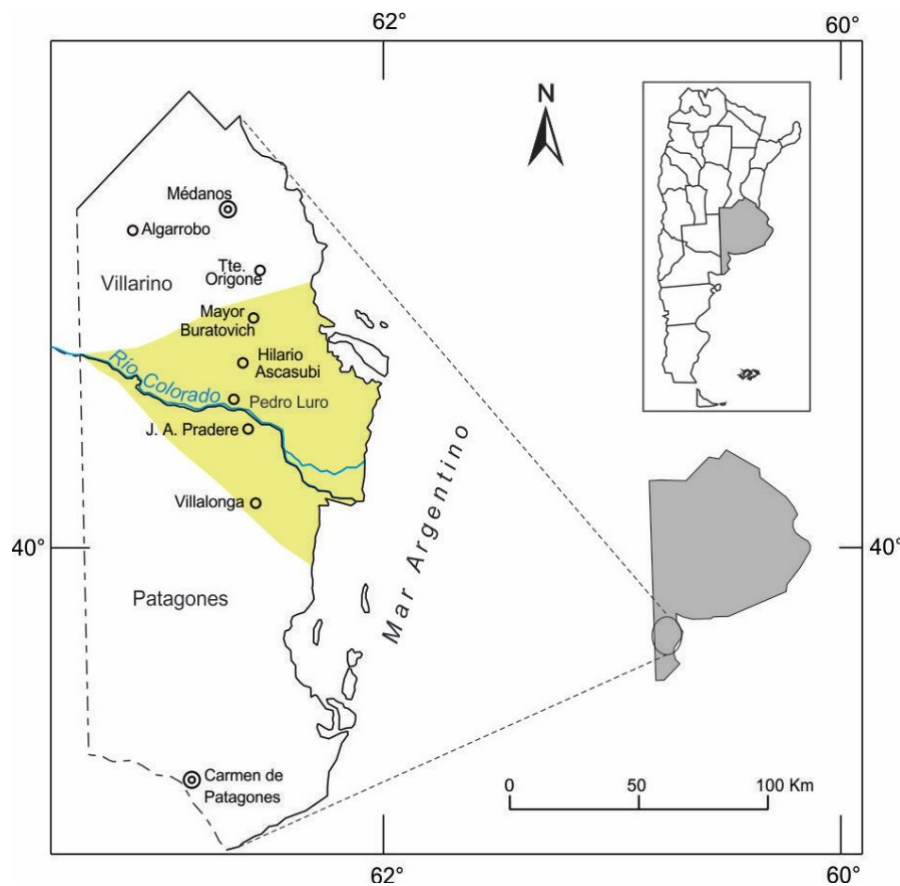 62°
60°
N
Médanos
Algarrobo
Tte.
Origone
Villarino
Mayor
Buratovich
Hilario
Ascasubi
Río Colorado
Pedro Luro
J. A. Pradere
Villalonga
Mar Argentino
40°
40°
Patagones
Carmen de
Patagones
0
50
100 Km
62°
60°